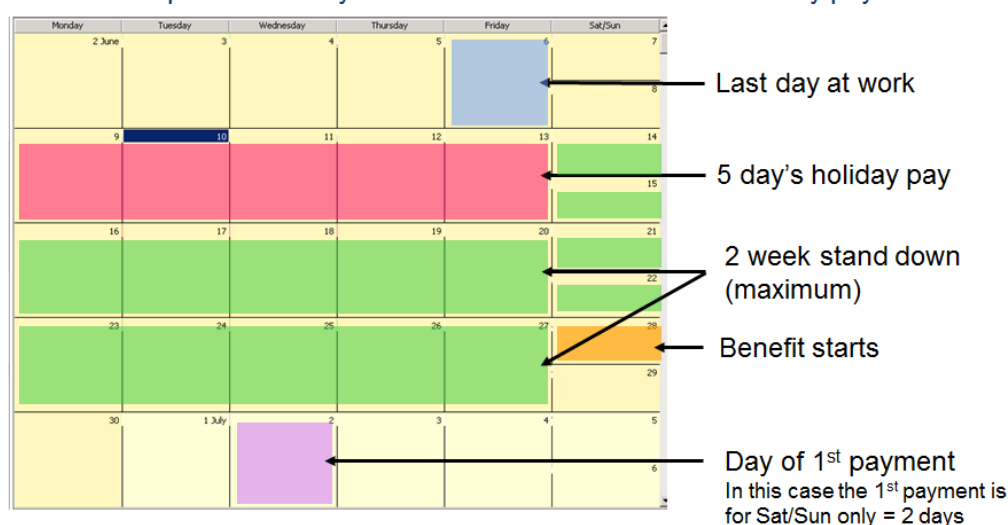 Monday Tuesday Wednesday Thursday Friday Sat/Sun
2 June 3 4 5 6 7
8
Last day at work
9 10 11 12 13 14
15
5 day's holiday pay
16 17 18 19 20 21
22
2 week stand down
(maximum)
23 24 25 26 27 28
29
Benefit starts
30 1 July 2 3 4 5
6
Day of 1st payment
In this case the 1st payment is
for Sat/Sun only = 2 days